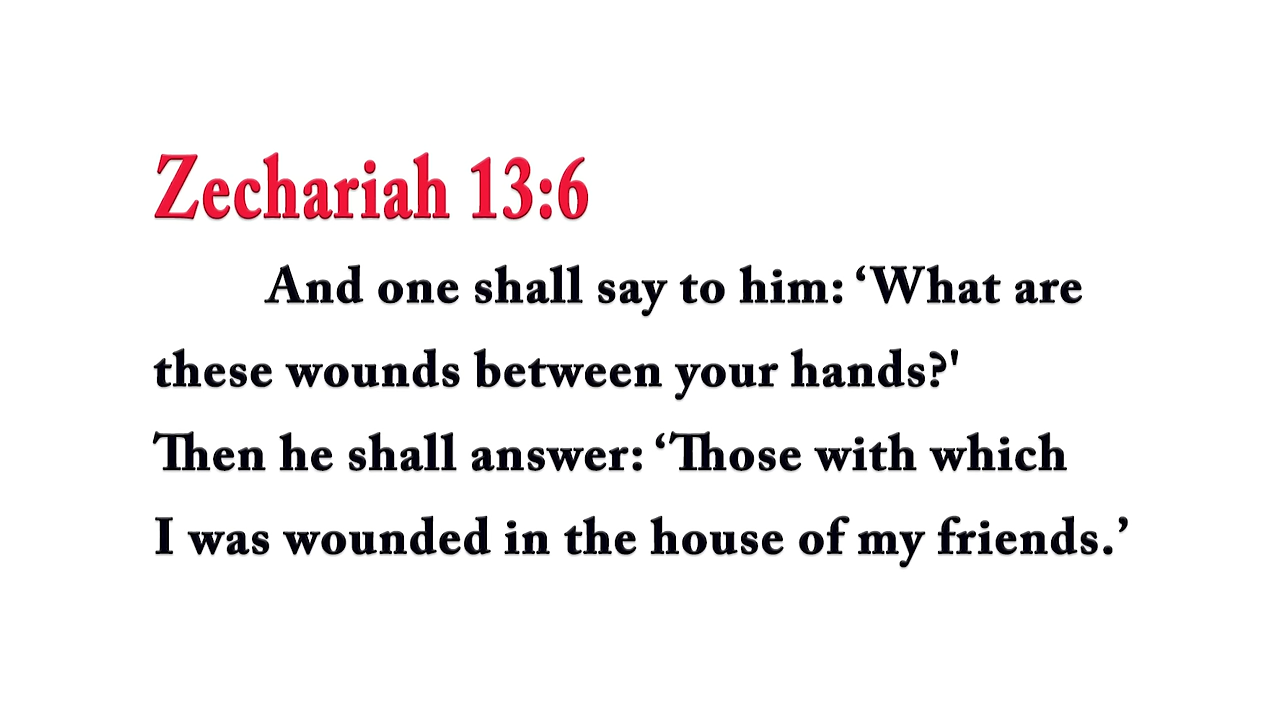 Zechariah 13:6
And one shall say to him: ‘What are
these wounds between your hands?'
Then he shall answer: ‘Those with which
I was wounded in the house of my friends.’